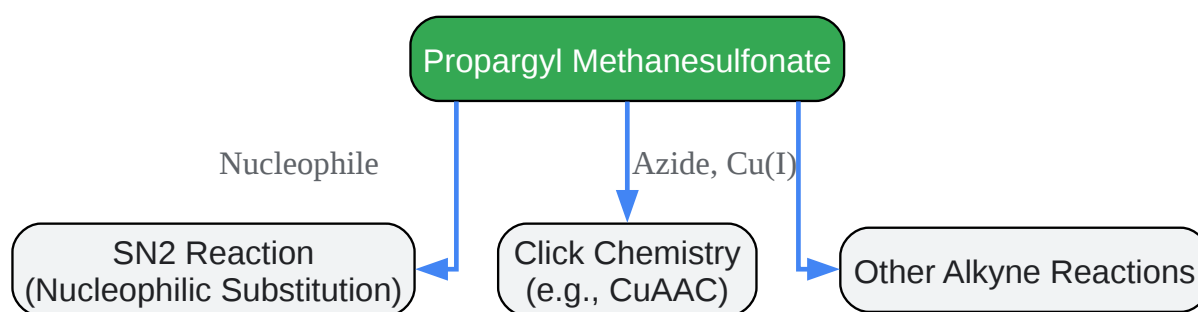 Propargyl Methanesulfonate
Nucleophile
Azide, Cu(I)
SN2 Reaction
(Nucleophilic Substitution)
Click Chemistry
(e.g., CuAAC)
Other Alkyne Reactions